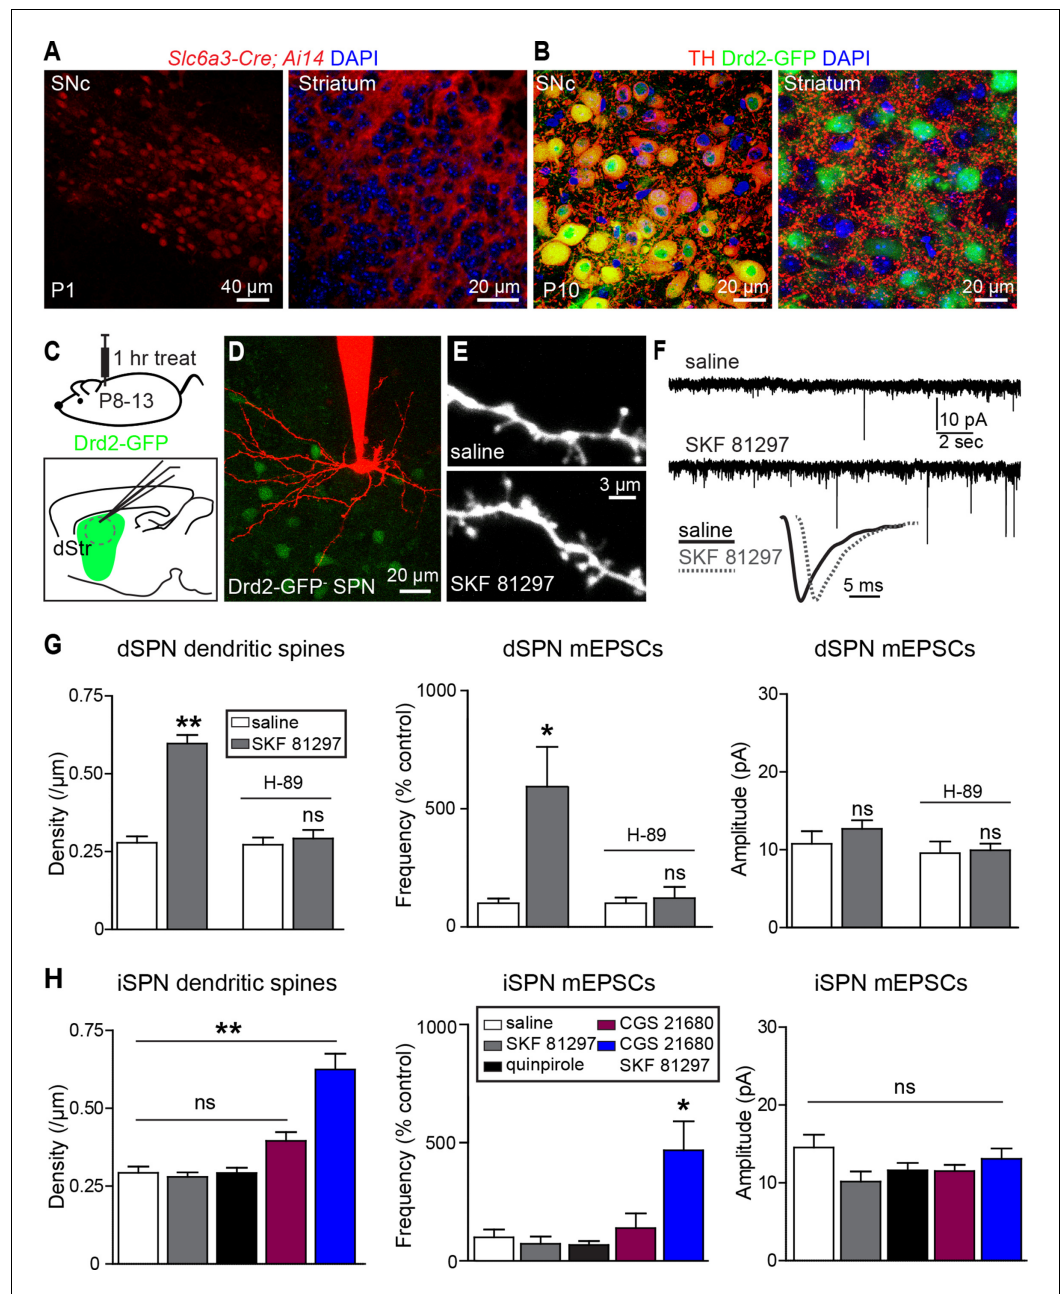 A
Slc6a3-Cre; Ai14 DAPI
SNc
P1
40 µm
Striatum
20 µm
B
TH Drd2-GFP DAPI
SNc
P10
20 µm
Striatum
20 µm
C
1 hr treat
P8-13
Drd2-GFP
dStr
D
Drd2-GFP- SPN
20 µm
E
saline
3 µm
SKF 81297
F
saline
10 pA
2 sec
SKF 81297
saline
SKF 81297
5 ms
G
dSPN dendritic spines
Density (/µm)
0.75
0.50
0.25
0
**
saline
SKF 81297
H-89
ns
dSPN mEPSCs
Frequency (% control)
1000
500
0
*
H-89
ns
dSPN mEPSCs
Amplitude (pA)
30
20
10
0
ns
H-89
ns
H
iSPN dendritic spines
Density (/µm)
0.75
0.50
0.25
0
**
ns
iSPN mEPSCs
Frequency (% control)
1000
500
0
saline
SKF 81297
quinpirole
CGS 21680
CGS 21680
SKF 81297
*
iSPN mEPSCs
Amplitude (pA)
30
20
10
0
ns